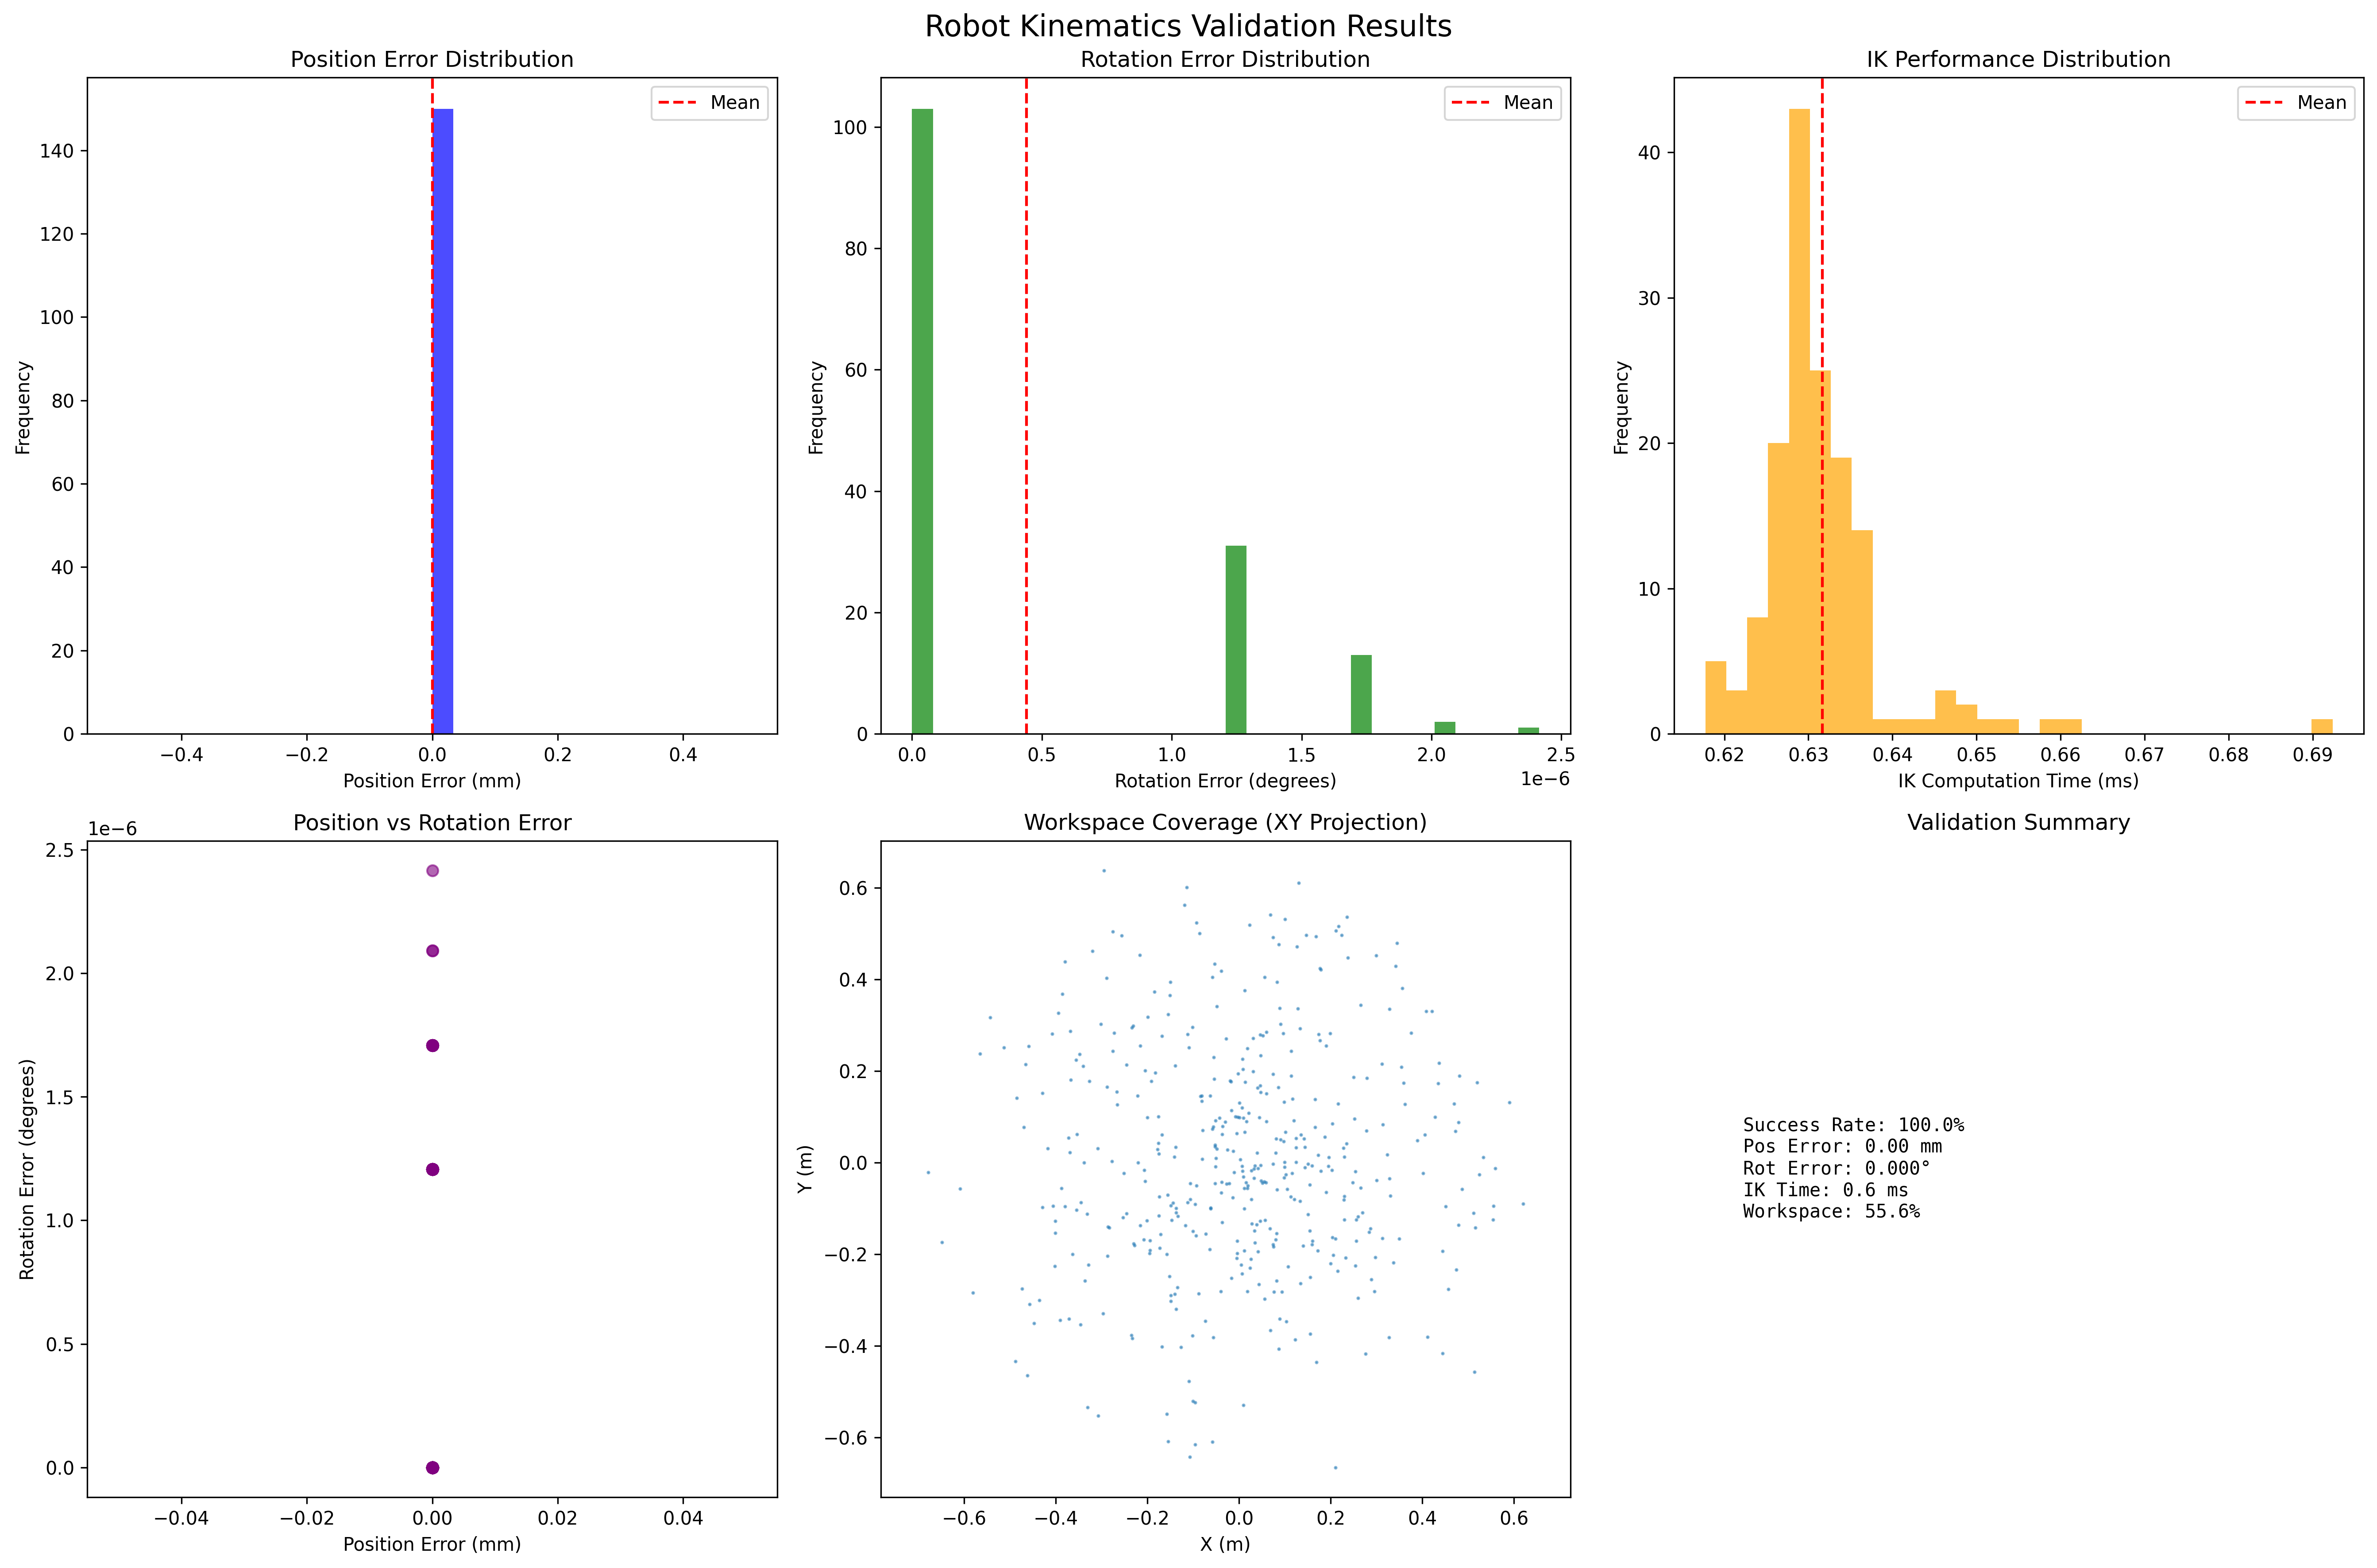 Robot Kinematics Validation Results
Position Error Distribution
Mean
140
120
100
80
60
40
20
0
Frequency
−0.4
−0.2
0.0
0.2
0.4
Position Error (mm)
Rotation Error Distribution
Mean
100
80
60
40
20
0
Frequency
0.0
0.5
1.0
1.5
2.0
2.5
1e−6
Rotation Error (degrees)
IK Performance Distribution
Mean
40
30
20
10
0
Frequency
0.62
0.63
0.64
0.65
0.66
0.67
0.68
0.69
IK Computation Time (ms)
Position vs Rotation Error
1e−6
2.5
2.0
1.5
1.0
0.5
0.0
Rotation Error (degrees)
−0.04
−0.02
0.00
0.02
0.04
Position Error (mm)
Workspace Coverage (XY Projection)
0.6
0.4
0.2
0.0
−0.2
−0.4
−0.6
Y (m)
−0.6
−0.4
−0.2
0.0
0.2
0.4
0.6
X (m)
Validation Summary
Success Rate: 100.0%
Pos Error: 0.00 mm
Rot Error: 0.000°
IK Time: 0.6 ms
Workspace: 55.6%